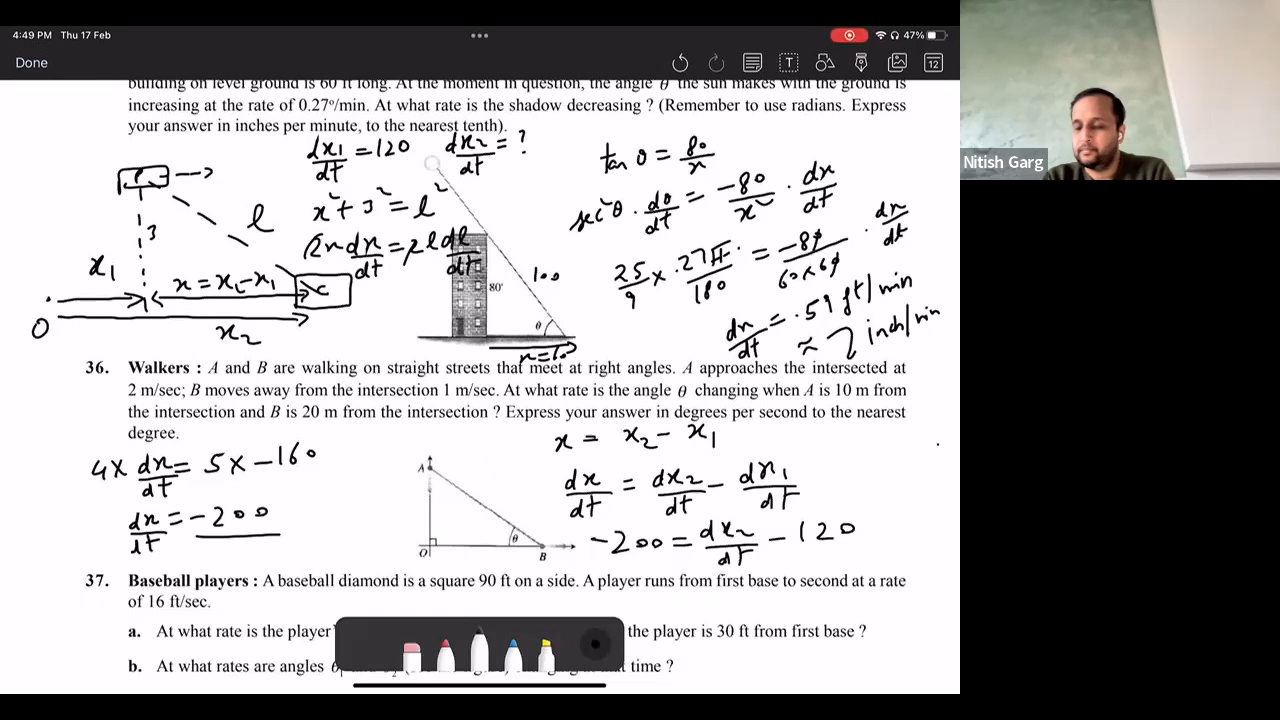 4:49 PM Thu 17 Feb
47%
Done
12
building on level ground is 60 ft long. At the moment in question, the angle θ the sun makes with the ground is
increasing at the rate of 0.27°/min. At what rate is the shadow decreasing ? (Remember to use radians. Express
your answer in inches per minute, to the nearest tenth).
dx₁/dt = 120 dx₂/dt = ?
x² + 3² = l²
2x dx/dt = 2l dl/dt
3
l
x₁
x = x₂-x₁
0
x₂
80'
100
θ
x=60
tan θ = 80/x
sec²θ · dθ/dt = -80/x² · dx/dt
25/9 × .27π/180 = -80/60×60 · dx/dt
dx/dt = .59 ft/min
≈ 7 inch/min
36. Walkers : A and B are walking on straight streets that meet at right angles. A approaches the intersected at
2 m/sec; B moves away from the intersection 1 m/sec. At what rate is the angle θ changing when A is 10 m from
the intersection and B is 20 m from the intersection ? Express your answer in degrees per second to the nearest
degree.
4× dx/dt = 5 × -160
dx/dt = -200
A
O
θ
B
x = x₂ - x₁
dx/dt = dx₂/dt - dx₁/dt
-200 = dx₂/dt - 120
37. Baseball players : A baseball diamond is a square 90 ft on a side. A player runs from first base to second at a rate
of 16 ft/sec.
a. At what rate is the player the player is 30 ft from first base ?
b. At what rates are angles time ?
Nitish Garg